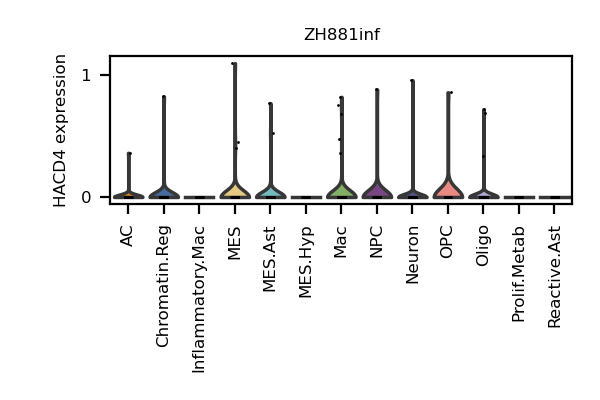 ZH881inf
HACD4 expression
1
0
AC
Chromatin.Reg
Inflammatory.Mac
MES
MES.Ast
MES.Hyp
Mac
NPC
Neuron
OPC
Oligo
Prolif.Metab
Reactive.Ast